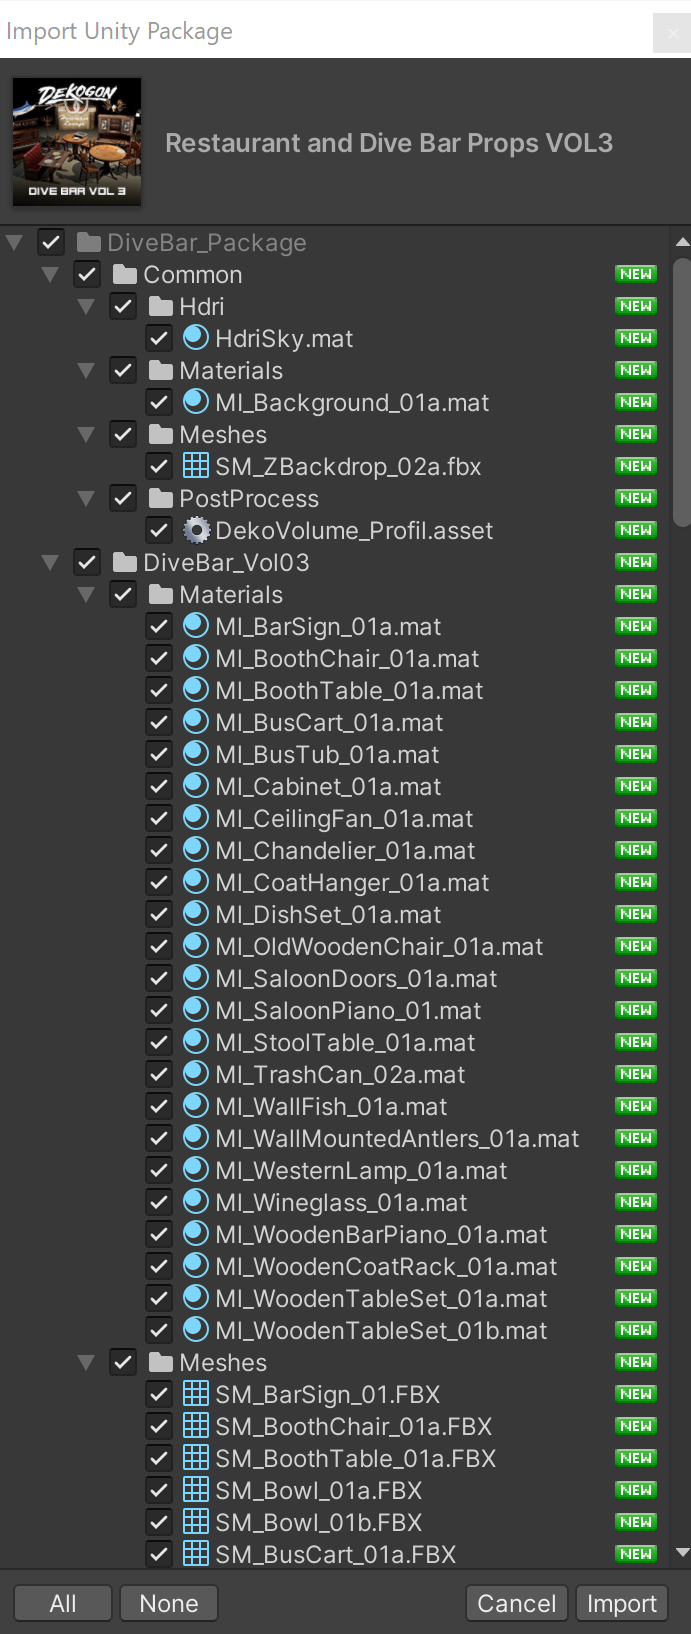 Import Unity Package
DEKOGON
DIVE BAR VOL 3
Restaurant and Dive Bar Props VOL3
DiveBar_Package
Common NEW
Hdri NEW
HdriSky.mat NEW
Materials NEW
MI_Background_01a.mat NEW
Meshes NEW
SM_ZBackdrop_02a.fbx NEW
PostProcess NEW
DekoVolume_Profil.asset NEW
DiveBar_Vol03 NEW
Materials NEW
MI_BarSign_01a.mat NEW
MI_BoothChair_01a.mat NEW
MI_BoothTable_01a.mat NEW
MI_BusCart_01a.mat NEW
MI_BusTub_01a.mat NEW
MI_Cabinet_01a.mat NEW
MI_CeilingFan_01a.mat NEW
MI_Chandelier_01a.mat NEW
MI_CoatHanger_01a.mat NEW
MI_DishSet_01a.mat NEW
MI_OldWoodenChair_01a.mat NEW
MI_SaloonDoors_01a.mat NEW
MI_SaloonPiano_01.mat NEW
MI_StoolTable_01a.mat NEW
MI_TrashCan_02a.mat NEW
MI_WallFish_01a.mat NEW
MI_WallMountedAntlers_01a.mat NEW
MI_WesternLamp_01a.mat NEW
MI_Wineglass_01a.mat NEW
MI_WoodenBarPiano_01a.mat NEW
MI_WoodenCoatRack_01a.mat NEW
MI_WoodenTableSet_01a.mat NEW
MI_WoodenTableSet_01b.mat NEW
Meshes NEW
SM_BarSign_01.FBX NEW
SM_BoothChair_01a.FBX NEW
SM_BoothTable_01a.FBX NEW
SM_Bowl_01a.FBX NEW
SM_Bowl_01b.FBX NEW
SM_BusCart_01a.FBX NEW
All None Cancel Import